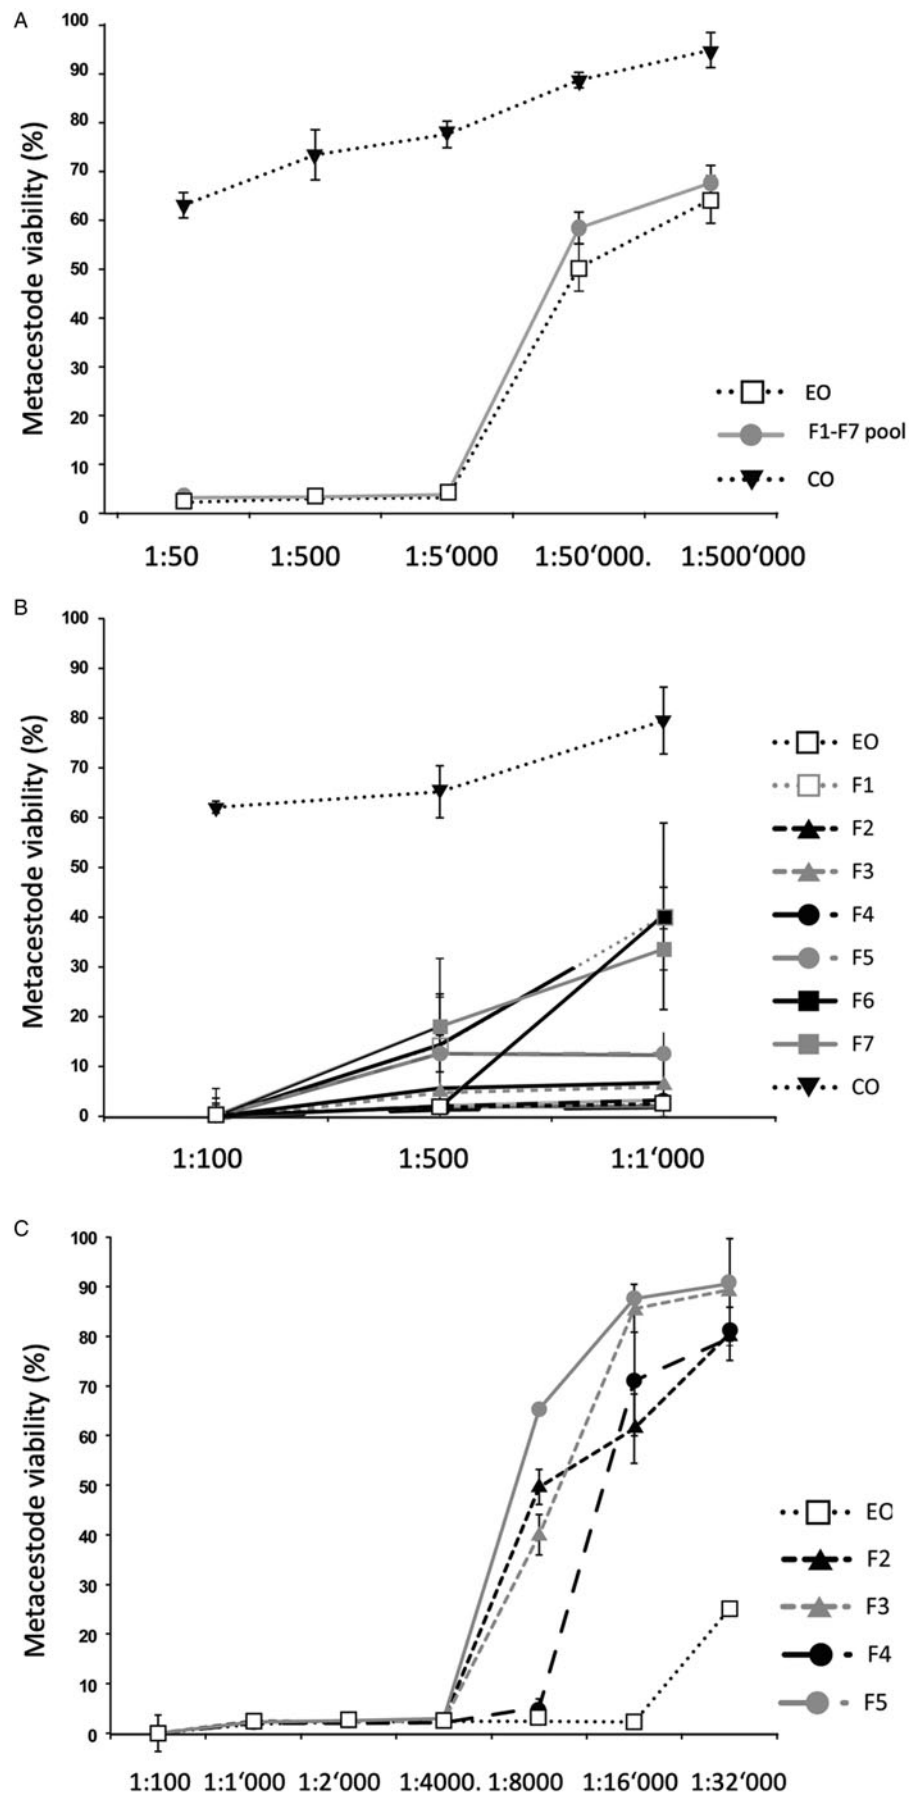 A
Metacestode viability (%)
100
90
80
70
60
50
40
30
20
10
0
EO
F1-F7 pool
CO
1:50 1:500 1:5‘000 1:50‘000. 1:500‘000
B
Metacestode viability (%)
100
90
80
70
60
50
40
30
20
10
0
EO
F1
F2
F3
F4
F5
F6
F7
CO
1:100 1:500 1:1‘000
C
Metacestode viability (%)
100
90
80
70
60
50
40
30
20
10
0
EO
F2
F3
F4
F5
1:100 1:1‘000 1:2‘000 1:4000. 1:8000 1:16‘000 1:32‘000